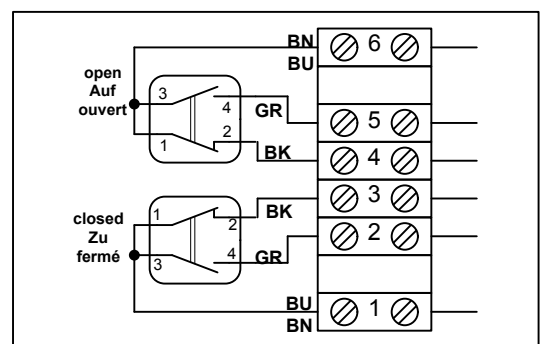 BN 6
BU
open
Auf
ouvert
3
4 GR
5
1
2
BK
4
closed
Zu
fermé
1
2
BK
3
3
4
GR
2
BU
1
BN